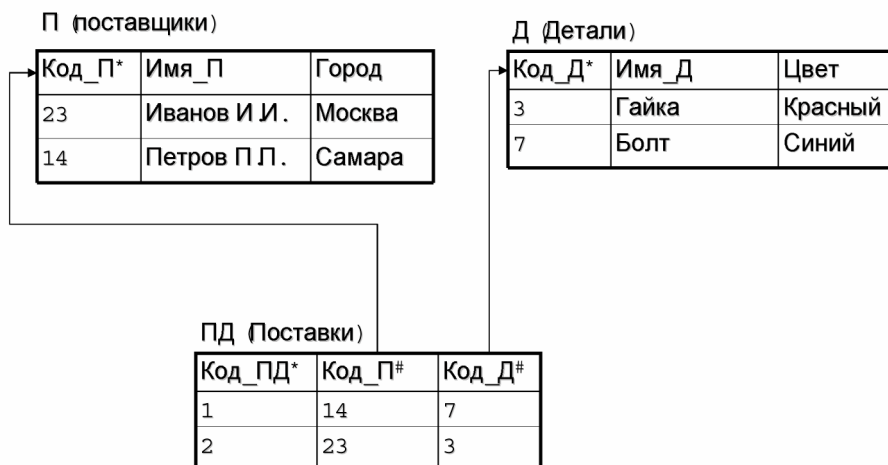 П (поставщики)
Код_П* Имя_П Город
23 Иванов И.И. Москва
14 Петров П.П. Самара
Д (Детали)
Код_Д* Имя_Д Цвет
3 Гайка Красный
7 Болт Синий
ПД (Поставки)
Код_ПД* Код_П# Код_Д#
1 14 7
2 23 3